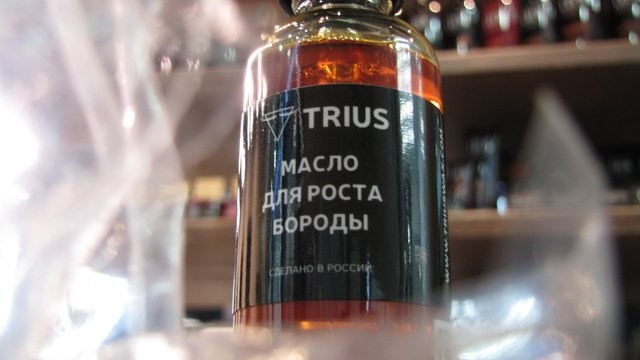 TRIUS
МАСЛО
ДЛЯ РОСТА
БОРОДЫ
СДЕЛАНО В РОССИИ